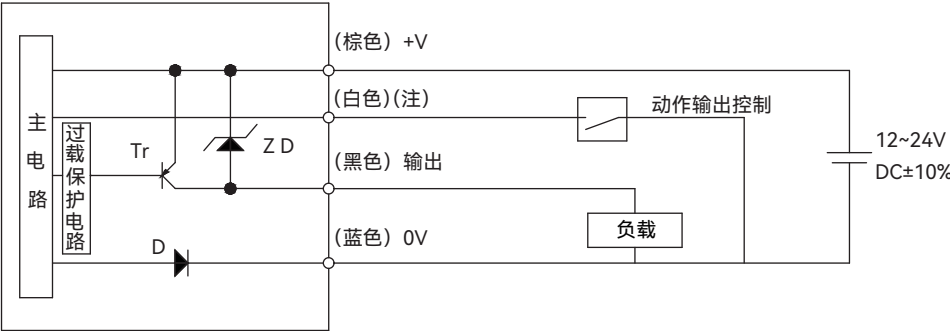 (棕色) +V
(白色)(注)
动作输出控制
主电路
过载保护电路
Tr
Z D
12~24V
DC±10%
(黑色) 输出
负载
(蓝色) 0V
D